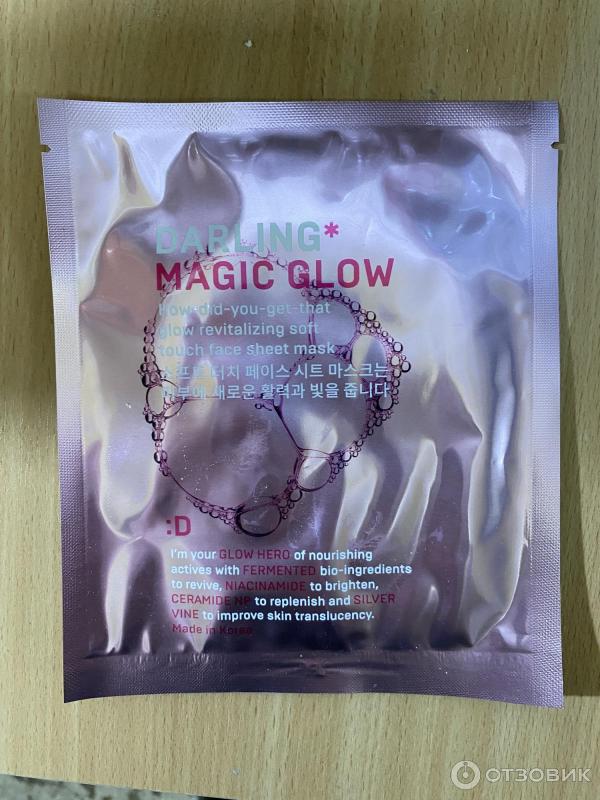 DARLING*
MAGIC GLOW
How-did-you-get-that
glow revitalizing soft
touch face sheet mask
소프트 터치 페이스 시트 마스크는
피부에 새로운 활력과 빛을 줍니다
:D
I'm your GLOW HERO of nourishing
actives with FERMENTED bio-ingredients
to revive, NIACINAMIDE to brighten,
CERAMIDE NP to replenish and SILVER
VINE to improve skin translucency.
Made in Korea
ОТЗОВИК